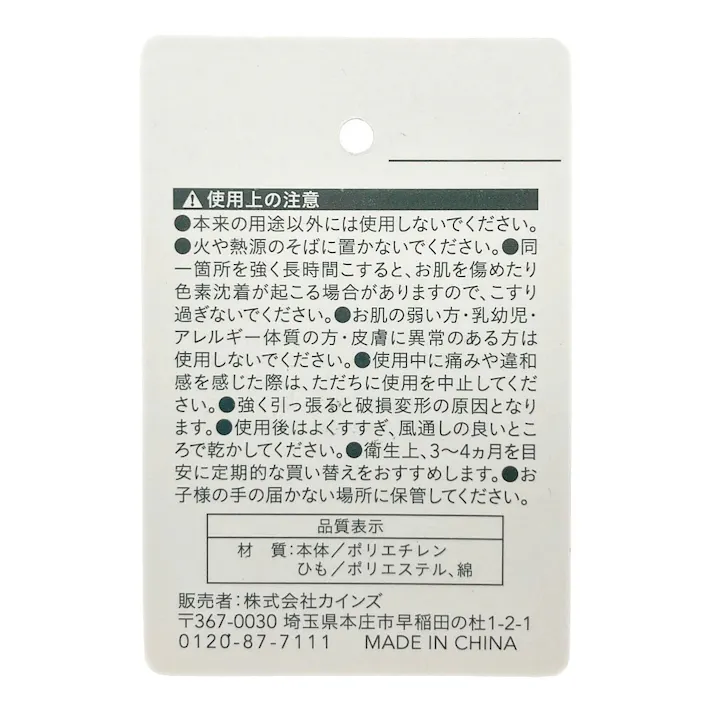 ⚠使用上の注意
●本来の用途以外には使用しないでください。
●火や熱源のそばに置かないでください。●同
一箇所を強く長時間こすると、お肌を傷めたり
色素沈着が起こる場合がありますので、こすり
過ぎないでください。●お肌の弱い方・乳幼児・
アレルギー体質の方・皮膚に異常のある方は
使用しないでください。●使用中に痛みや違和
感を感じた際は、ただちに使用を中止してくだ
さい。●強く引っ張ると破損変形の原因となり
ます。●使用後はよくすすぎ、風通しの良いとこ
ろで乾かしてください。●衛生上、3〜4ヵ月を目
安に定期的な買い替えをおすすめします。●お
子様の手の届かない場所に保管してください。
品質表示
材 質:本体/ポリエチレン
ひも/ポリエステル、綿
販売者:株式会社カインズ
〒367-0030 埼玉県本庄市早稲田の杜1-2-1
0120-87-7111 MADE IN CHINA